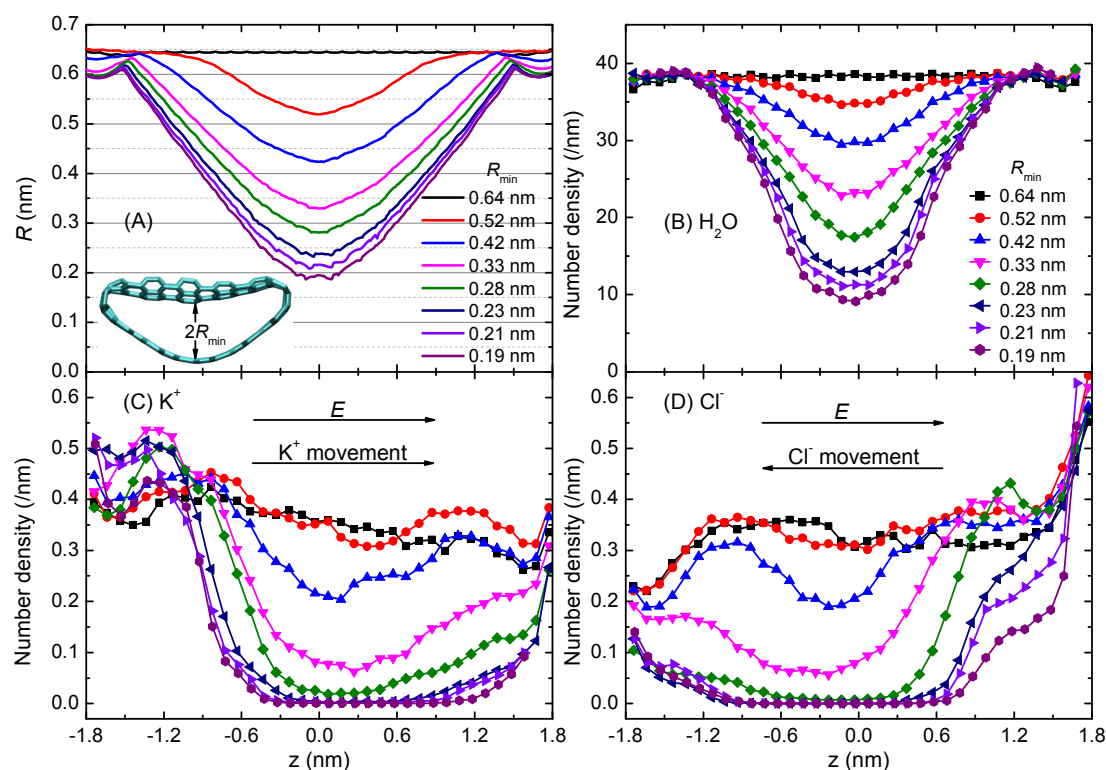 0.7
0.6
0.5
0.4
0.3
0.2
0.1
0.0
R (nm)
(A)
2Rmin
Rmin
0.64 nm
0.52 nm
0.42 nm
0.33 nm
0.28 nm
0.23 nm
0.21 nm
0.19 nm
40
30
20
10
0
Number density (/nm)
(B) H2O
Rmin
0.64 nm
0.52 nm
0.42 nm
0.33 nm
0.28 nm
0.23 nm
0.21 nm
0.19 nm
(C) K+
E
K+ movement
0.6
0.5
0.4
0.3
0.2
0.1
0.0
Number density (/nm)
-1.8 -1.2 -0.6 0.0 0.6 1.2 1.8
z (nm)
(D) Cl-
E
Cl- movement
0.6
0.5
0.4
0.3
0.2
0.1
0.0
Number density (/nm)
-1.8 -1.2 -0.6 0.0 0.6 1.2 1.8
z (nm)